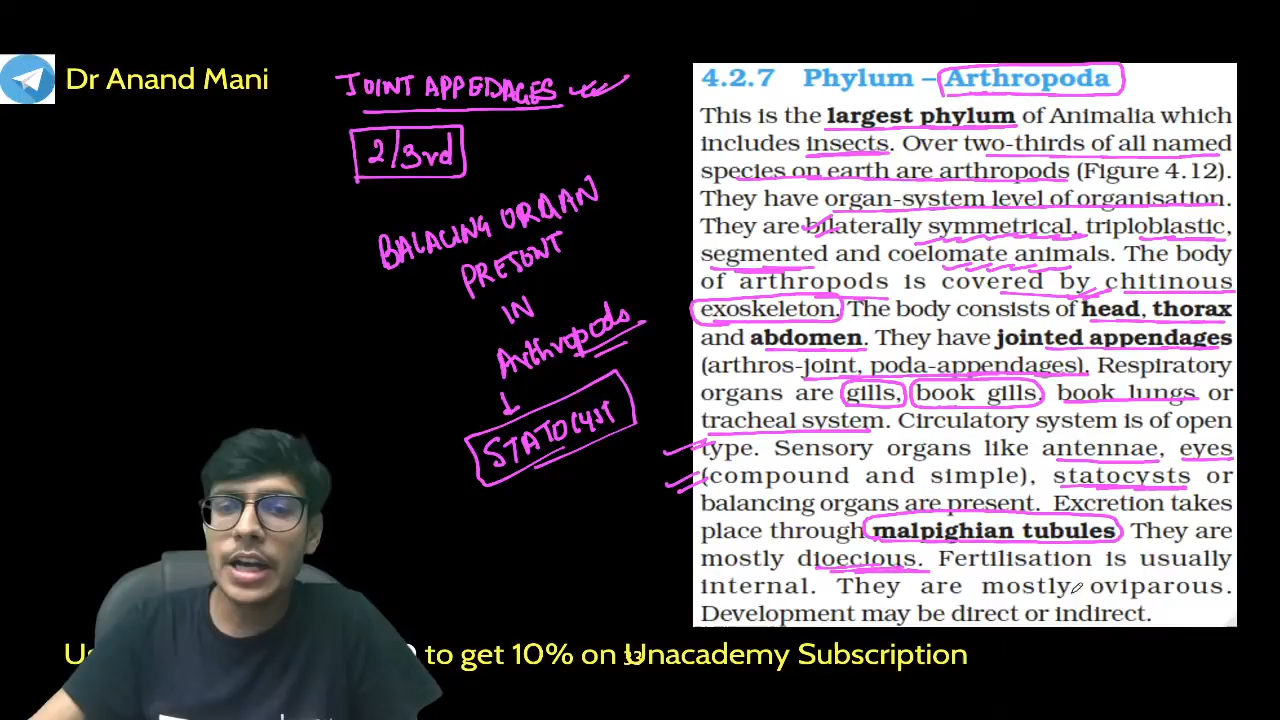 Dr Anand Mani
JOINT APPEDAGES
2/3rd
BALACING ORGAN
PRESENT
IN
Arthropods
STATOCYST
4.2.7 Phylum – Arthropoda
This is the largest phylum of Animalia which
includes insects. Over two-thirds of all named
species on earth are arthropods (Figure 4.12).
They have organ-system level of organisation.
They are bilaterally symmetrical, triploblastic,
segmented and coelomate animals. The body
of arthropods is covered by chitinous
exoskeleton. The body consists of head, thorax
and abdomen. They have jointed appendages
(arthros-joint, poda-appendages). Respiratory
organs are gills, book gills, book lungs or
tracheal system. Circulatory system is of open
type. Sensory organs like antennae, eyes
(compound and simple), statocysts or
balancing organs are present. Excretion takes
place through malpighian tubules. They are
mostly dioecious. Fertilisation is usually
internal. They are mostly oviparous.
Development may be direct or indirect.
to get 10% on Unacademy Subscription
33